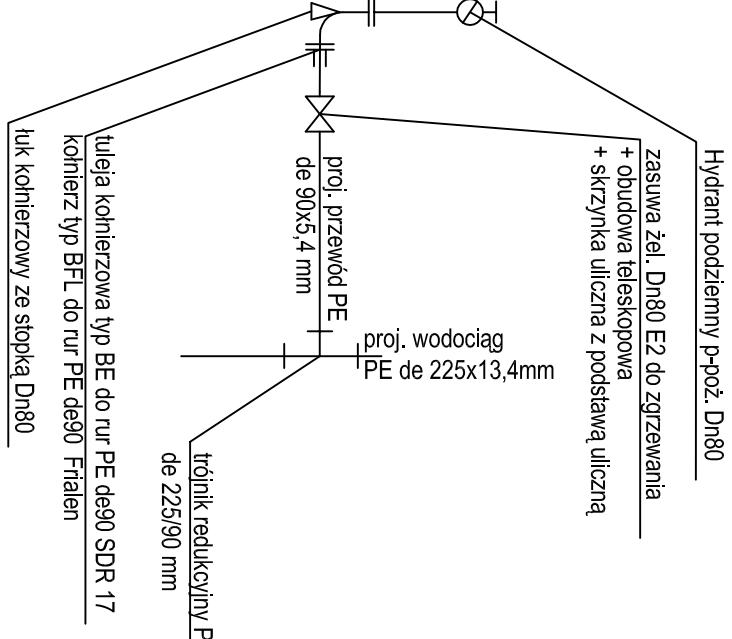 Hydrant podziemny p-poż. Dn80
zasuwa żel. Dn80 E2 do zgrzewania
+ obudowa teleskopowa
+ skrzynka uliczna z podstawą uliczną
proj. przewód PE
de 90x5,4 mm
proj. wodociąg
PE de 225x13,4mm
trójnik redukcyjny P
de 225/90 mm
tuleja kołnierzowa typ BE do rur PE de90 SDR 17
kołnierz typ BFL do rur PE de90 Frialen
łuk kołnierzowy ze stopką Dn80